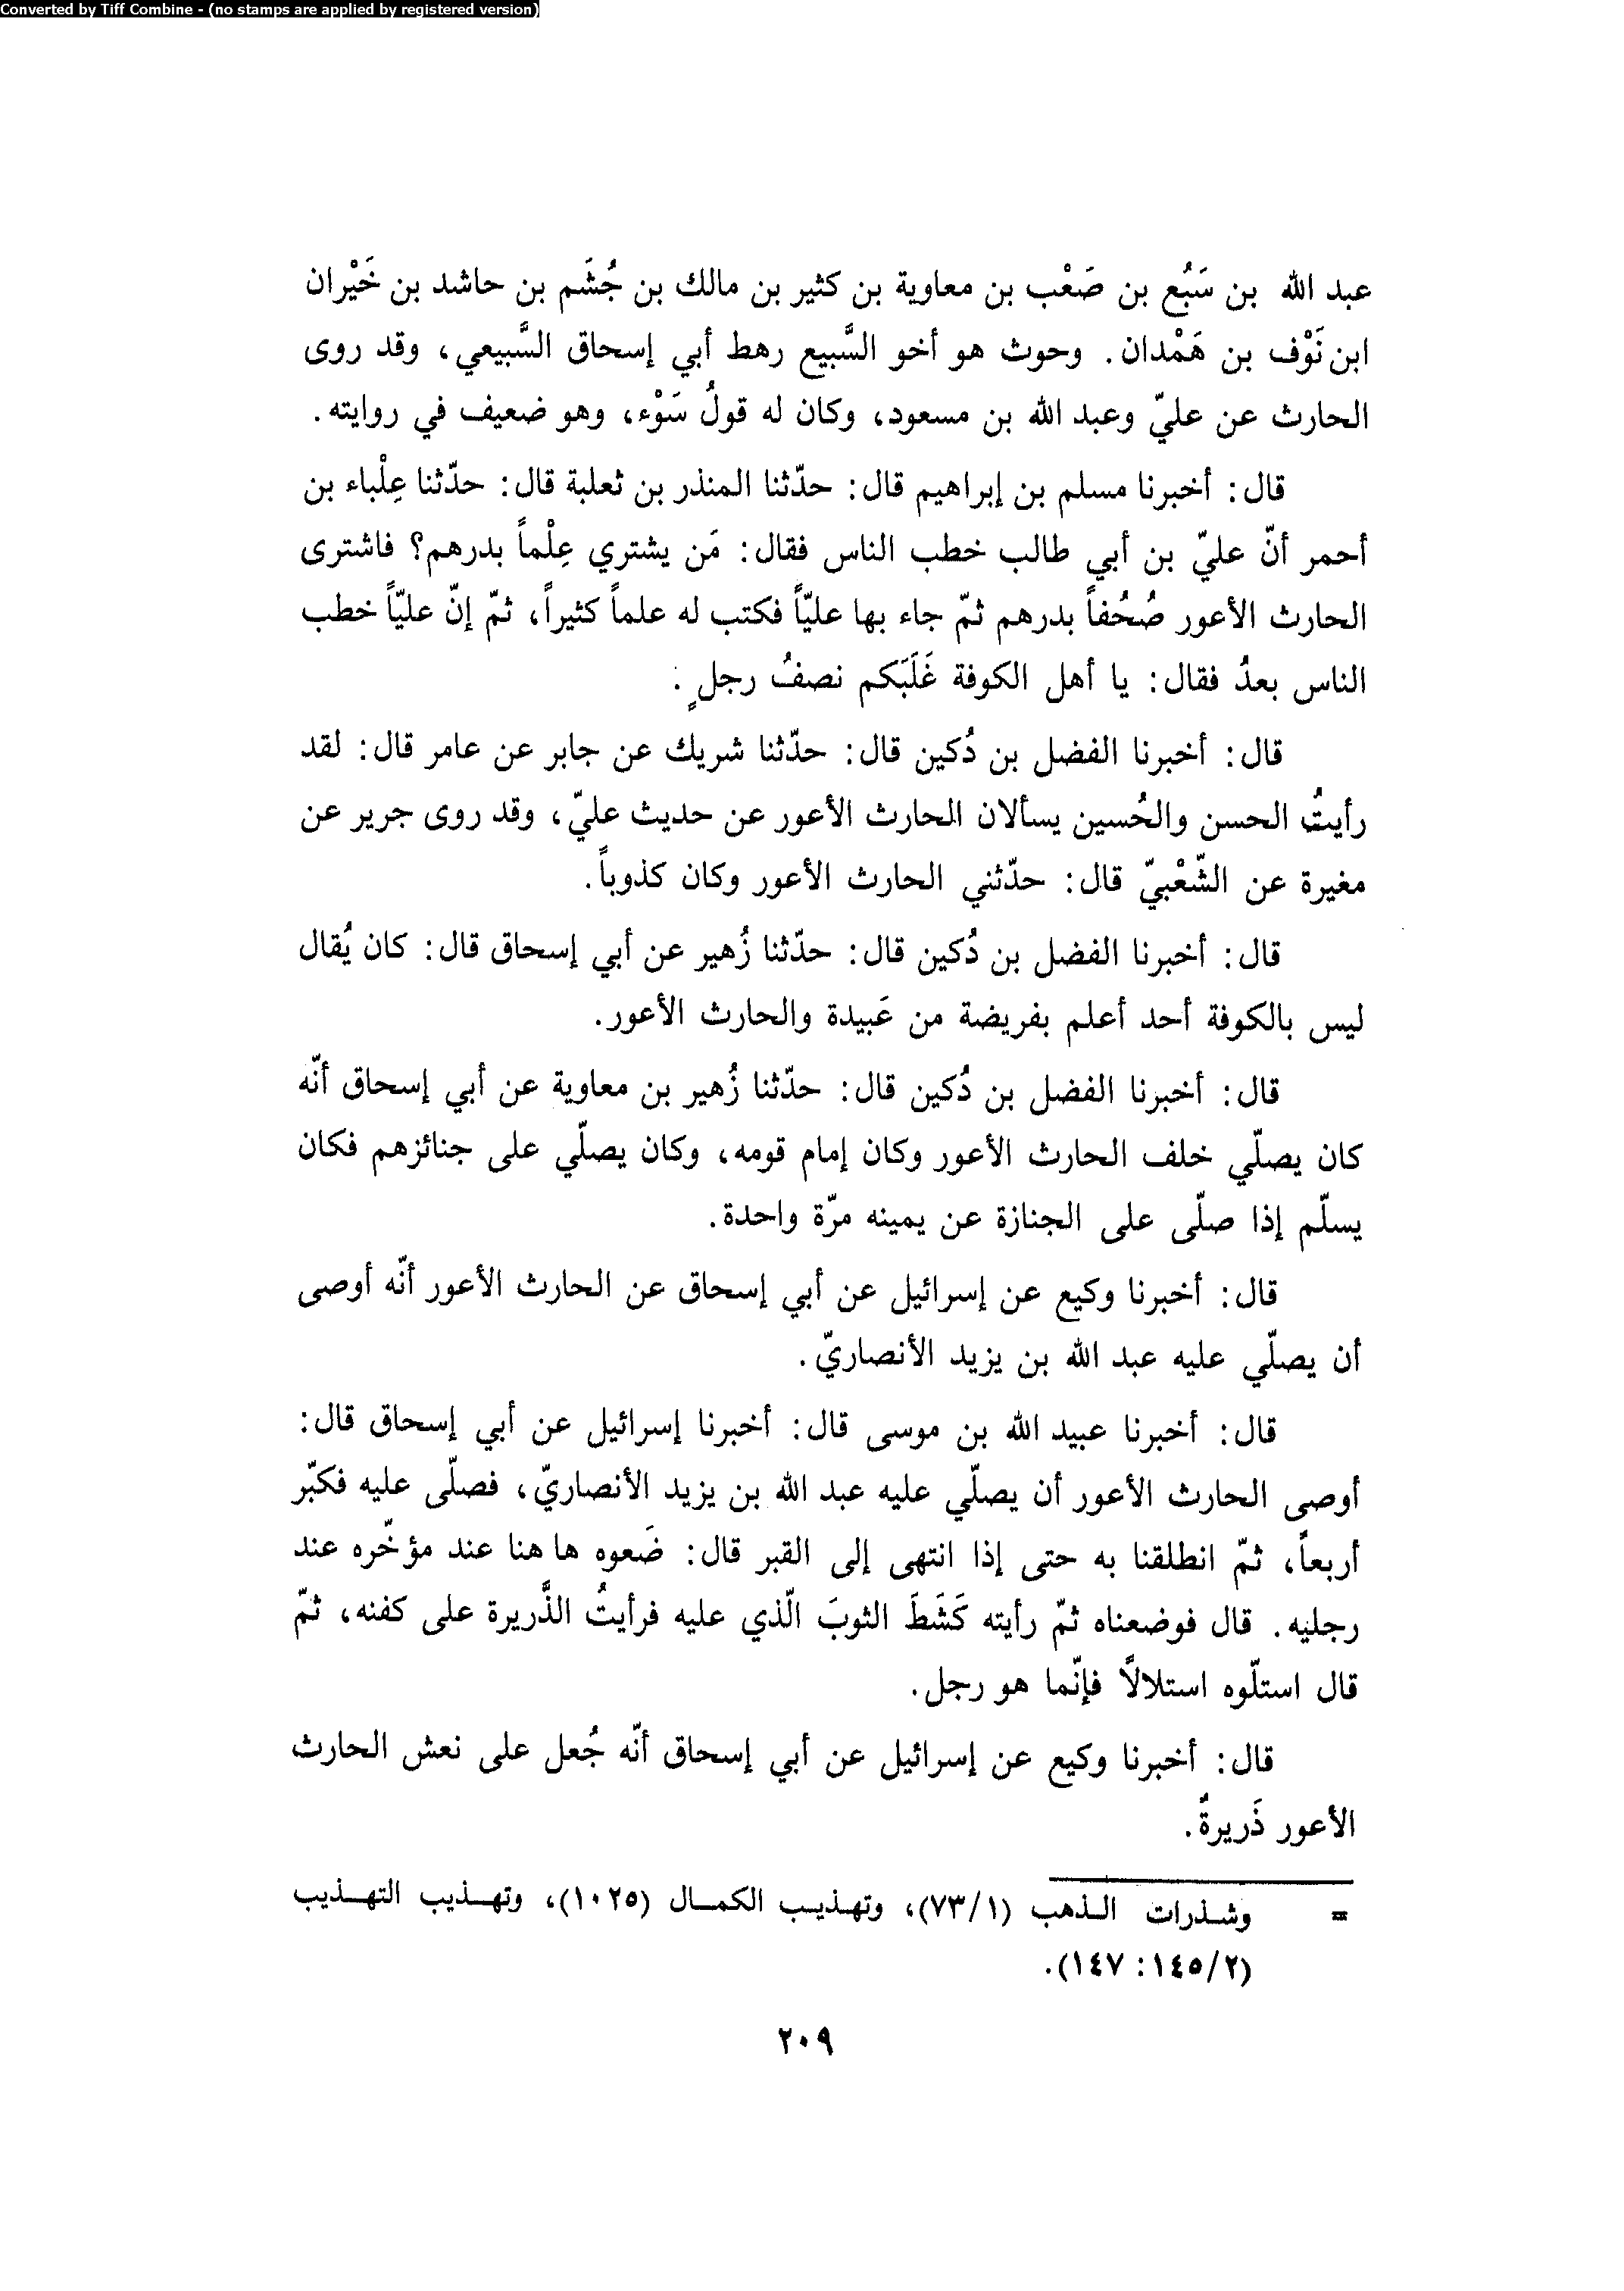 Converted by Tiff Combine - (no stamps are applied by registered version)
عبد الله بن سَبُع بن صَعْب بن معاوية بن كثير بن مالك بن جُشَم بن حاشد بن خَيْران
ابن نَوْف بن هَمْدان. وحوث هو أخو السَّبيع رهط أبي إسحاق السَّبيعي، وقد روى
الحارث عن عليّ وعبد الله بن مسعود، وكان له قولُ سَوْء، وهو ضعيف في روايته.
قال: أخبرنا مسلم بن إبراهيم قال: حدّثنا المنذر بن ثعلبة قال: حدّثنا عِلْباء بن
أحمر أنّ عليّ بن أبي طالب خطب الناس فقال: مَن يشتري عِلْماً بدرهم؟ فاشترى
الحارث الأعور صُحُفاً بدرهم ثمّ جاء بها عليّاً فكتب له علماً كثيراً، ثمّ إنّ عليّاً خطب
الناس بعدُ فقال: يا أهل الكوفة غَلَبَكم نصفُ رجلٍ.
قال: أخبرنا الفضل بن دُكين قال: حدّثنا شريك عن جابر عن عامر قال: لقد
رأيتُ الحسن والحُسين يسألان الحارث الأعور عن حديث عليّ، وقد روى جرير عن
مغيرة عن الشّعْبيّ قال: حدّثني الحارث الأعور وكان كذوباً.
قال: أخبرنا الفضل بن دُكين قال: حدّثنا زُهير عن أبي إسحاق قال: كان يُقال
ليس بالكوفة أحد أعلم بفريضة من عَبيدة والحارث الأعور.
قال: أخبرنا الفضل بن دُكين قال: حدّثنا زُهير بن معاوية عن أبي إسحاق أنّه
كان يصلّي خلف الحارث الأعور وكان إمام قومه، وكان يصلّي على جنائزهم فكان
يسلّم إذا صلّى على الجنازة عن يمينه مرّة واحدة.
قال: أخبرنا وكيع عن إسرائيل عن أبي إسحاق عن الحارث الأعور أنّه أوصى
أن يصلّي عليه عبد الله بن يزيد الأنصاريّ.
قال: أخبرنا عبيد الله بن موسى قال: أخبرنا إسرائيل عن أبي إسحاق قال:
أوصى الحارث الأعور أن يصلّي عليه عبد الله بن يزيد الأنصاريّ، فصلّى عليه فكبّر
أربعاً، ثمّ انطلقنا به حتى إذا انتهى إلى القبر قال: ضَعوه ها هنا عند مؤخّره عند
رجليه. قال فوضعناه ثمّ رأيته كَشَطَ الثوبَ الّذي عليه فرأيتُ الذَّريرة على كفنه، ثمّ
قال استلّوه استلالاً فإنّما هو رجل.
قال: أخبرنا وكيع عن إسرائيل عن أبي إسحاق أنّه جُعل على نعش الحارث
الأعور ذَريرةٌ.
= وشذرات الذهب (٧٣/١)، وتهذيب الكمال (١٠٢٥)، وتهذيب التهذيب
(١٤٥/٢: ١٤٧).
٢٠٩